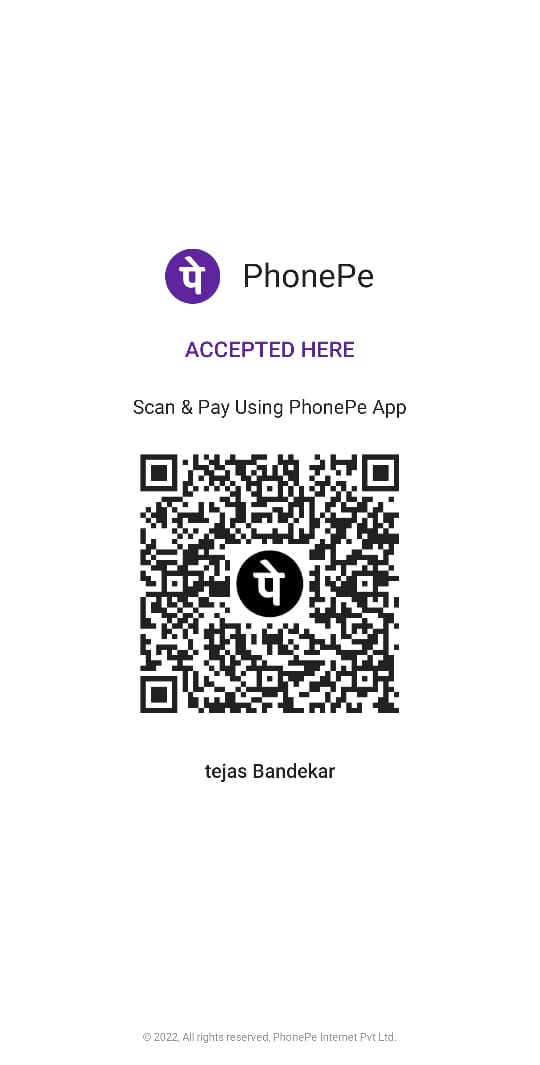 पे PhonePe
ACCEPTED HERE
Scan & Pay Using PhonePe App
पे
tejas Bandekar
© 2022, All rights reserved, PhonePe Internet Pvt Ltd.